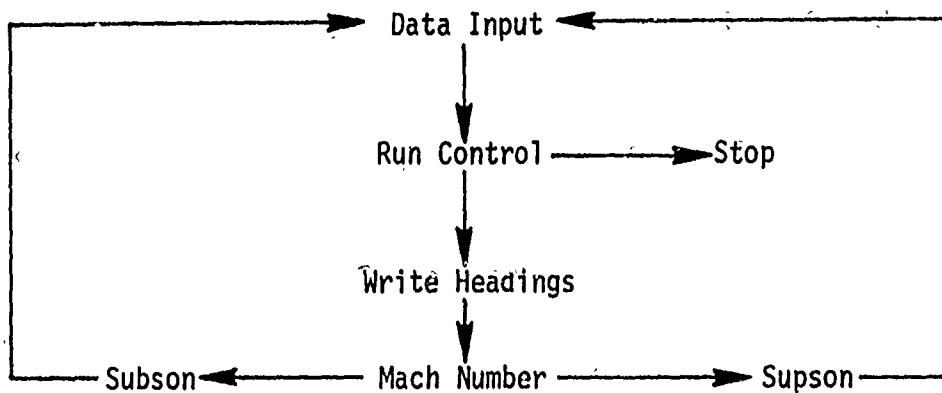 Data Input
Run Control
Stop
Write Headings
Subson
Mach Number
Supson